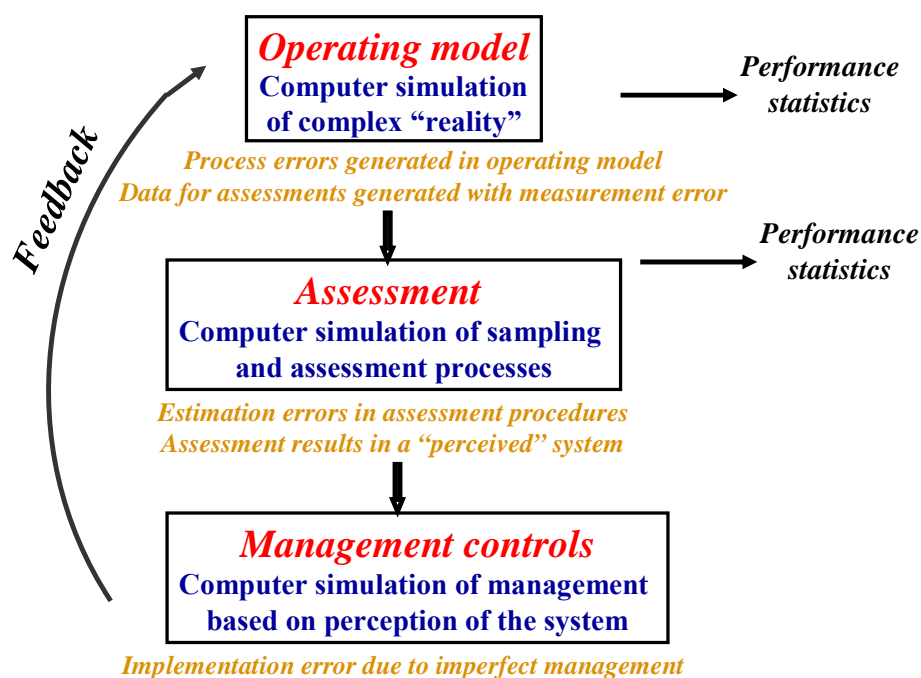 Operating model
Computer simulation
of complex “reality”
Performance
statistics
Process errors generated in operating model
Data for assessments generated with measurement error
Feedback
Performance
statistics
Assessment
Computer simulation of sampling
and assessment processes
Estimation errors in assessment procedures
Assessment results in a “perceived” system
Management controls
Computer simulation of management
based on perception of the system
Implementation error due to imperfect management